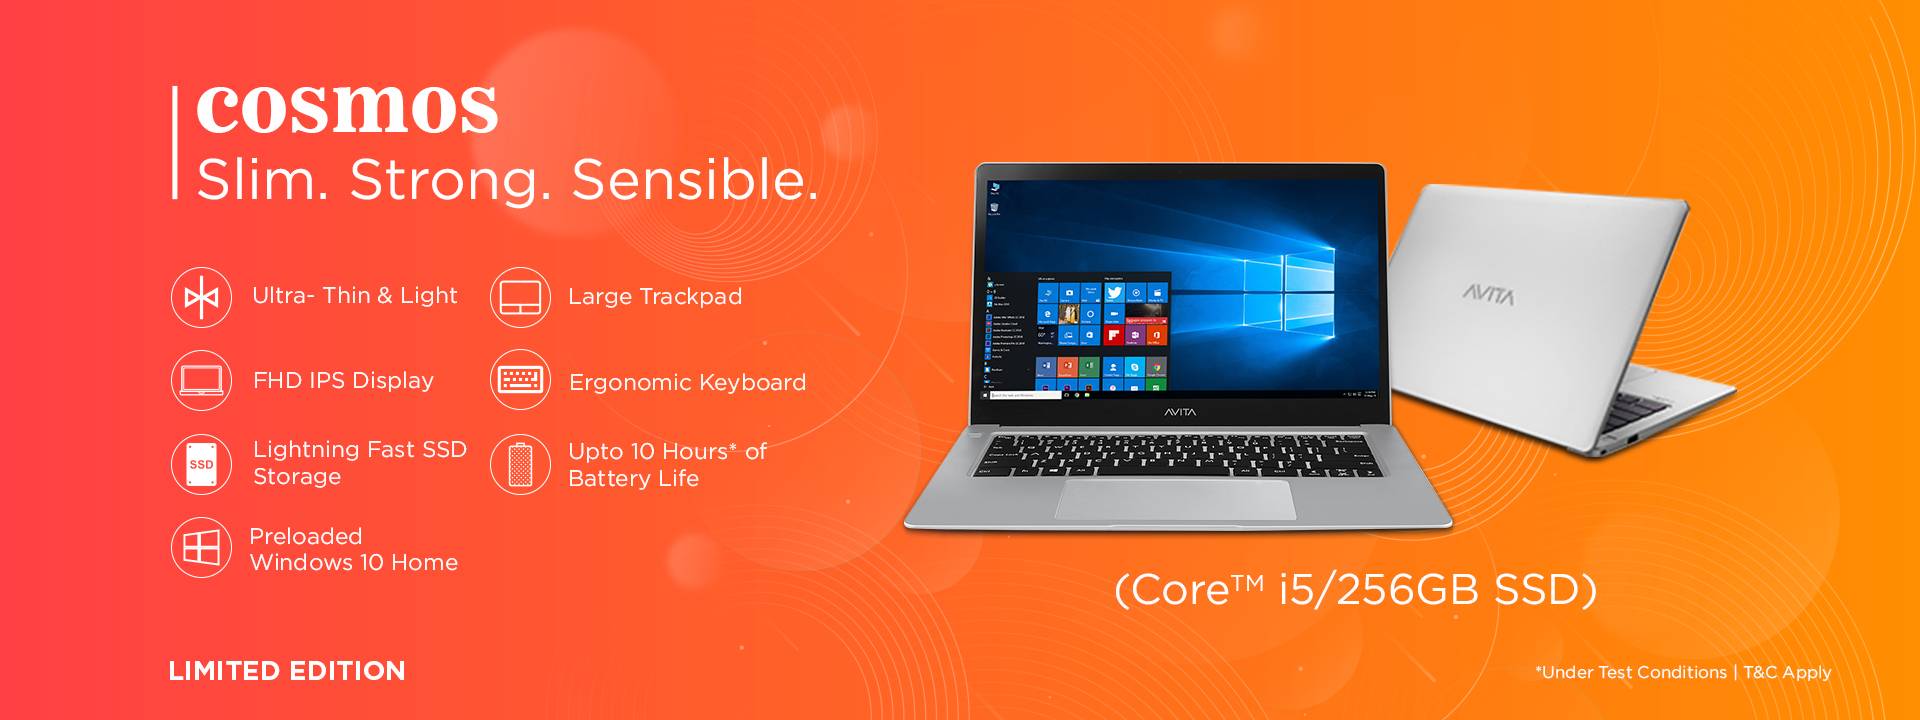 cosmos
Slim. Strong. Sensible.
Ultra- Thin & Light
Large Trackpad
FHD IPS Display
Ergonomic Keyboard
SSD
Lightning Fast SSD
Storage
Upto 10 Hours* of
Battery Life
Preloaded
Windows 10 Home
LIMITED EDITION
AVITA
AVITA
(Core™ i5/256GB SSD)
*Under Test Conditions | T&C Apply